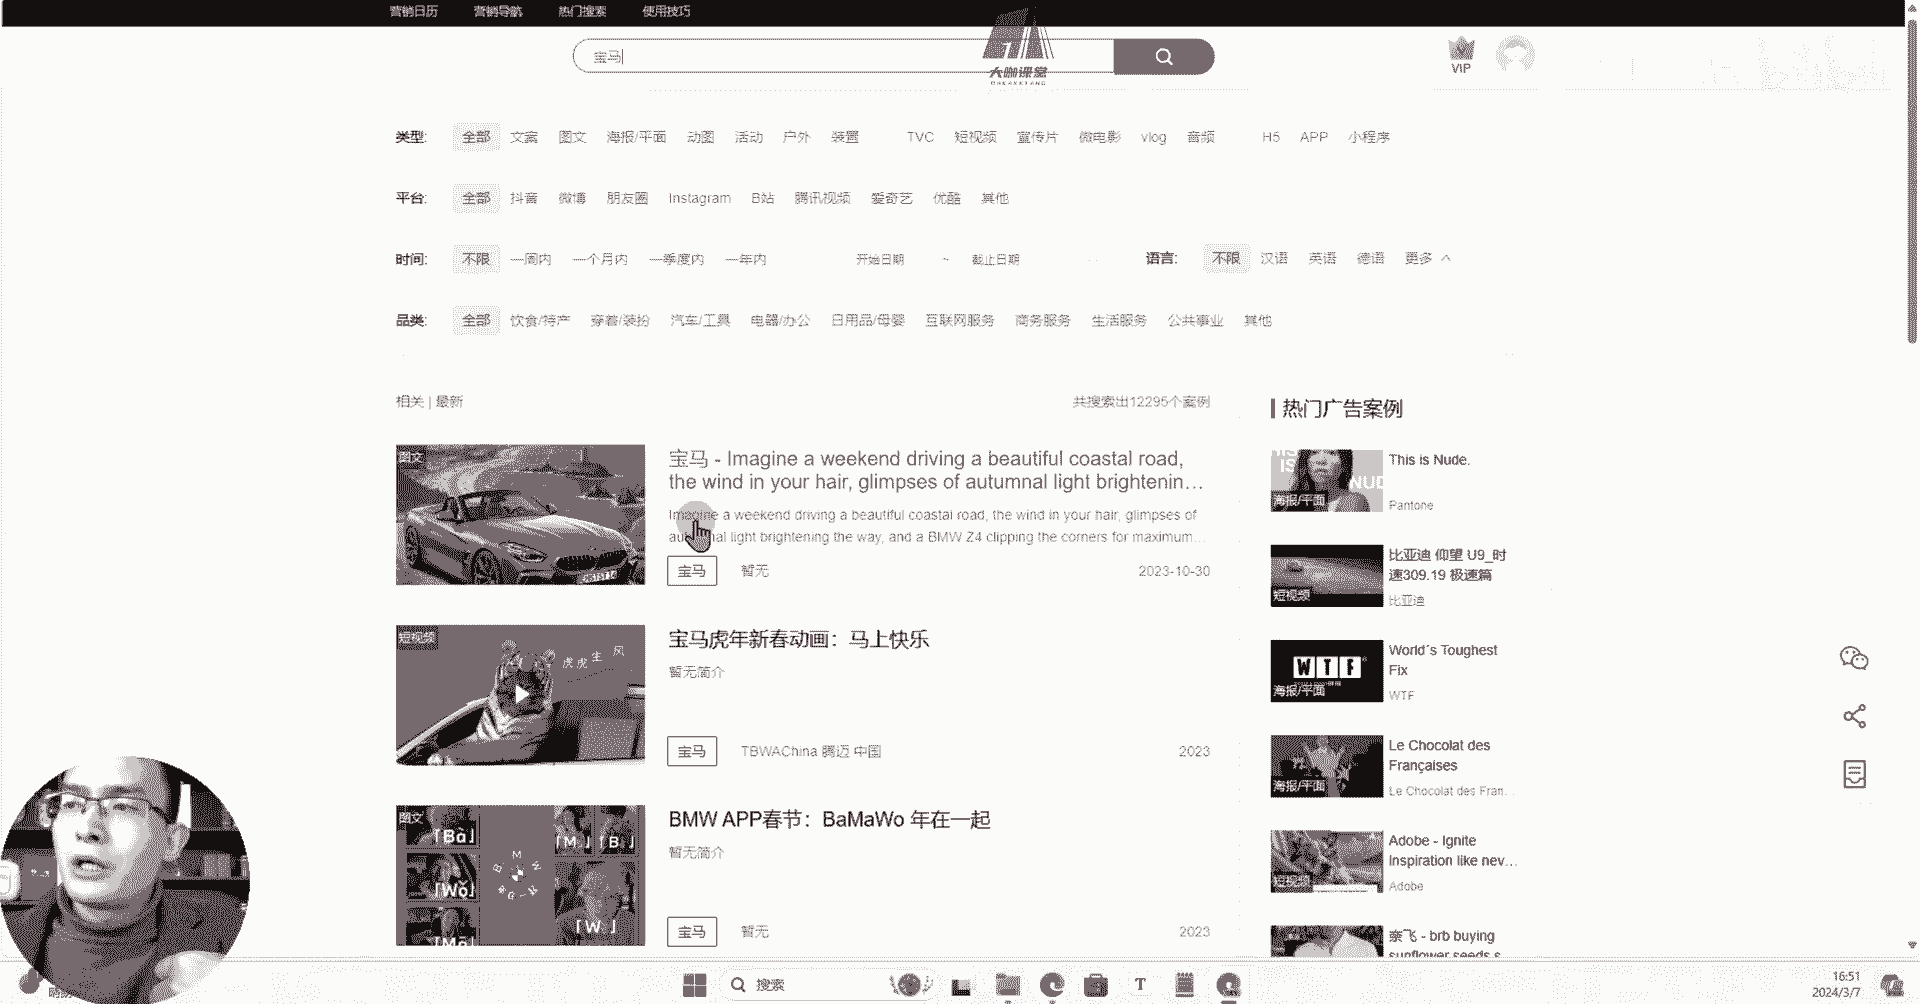 营销日历 营销导航 热门搜索 使用技巧
宝马
大咖课堂
VIP
类型: 全部 文案 图文 海报/平面 动图 活动 户外 装置 TVC 短视频 宣传片 微电影 vlog 音频 H5 APP 小程序
平台: 全部 抖音 微博 朋友圈 Instagram B站 腾讯视频 爱奇艺 优酷 其他
时间: 不限 一周内 一个月内 一季度内 一年内 开始日期 ~ 截止日期 语言: 不限 汉语 英语 德语 更多
品类: 全部 饮食/特产 穿着/装扮 汽车/工具 电器/办公 日用品/母婴 互联网服务 商务服务 生活服务 公共事业 其他
相关 | 最新 共搜索出12295个案例
图文
宝马 - Imagine a weekend driving a beautiful coastal road,
the wind in your hair, glimpses of autumnal light brightenin…
Imagine a weekend driving a beautiful coastal road, the wind in your hair, glimpses of
light brightening the way, and a BMW Z4 clipping the corners for maximum…
宝马 暂无 2023-10-30
短视频
虎虎生风
宝马虎年新春动画：马上快乐
暂无简介
宝马 TBWAChina 腾迈 中国 2023
图文
「Bǎ」 「M.」 「B.」
「Wǒ」
「W.」
「Mǎ」
BMW APP春节：BaMaWo 年在一起
暂无简介
宝马 暂无 2023
热门广告案例
海报/平面
This is Nude.
Pantone
短视频
比亚迪 仰望 U9_时
速309.19 极速篇
比亚迪
WTF
海报/平面
World´s Toughest
Fix
WTF
海报/平面
Le Chocolat des
Françaises
Le Chocolat des Fran…
短视频
Adobe - Ignite
Inspiration like nev…
Adobe
奈飞 - brb buying
sunflower seeds s
搜索
T
16:51
2024/3/7